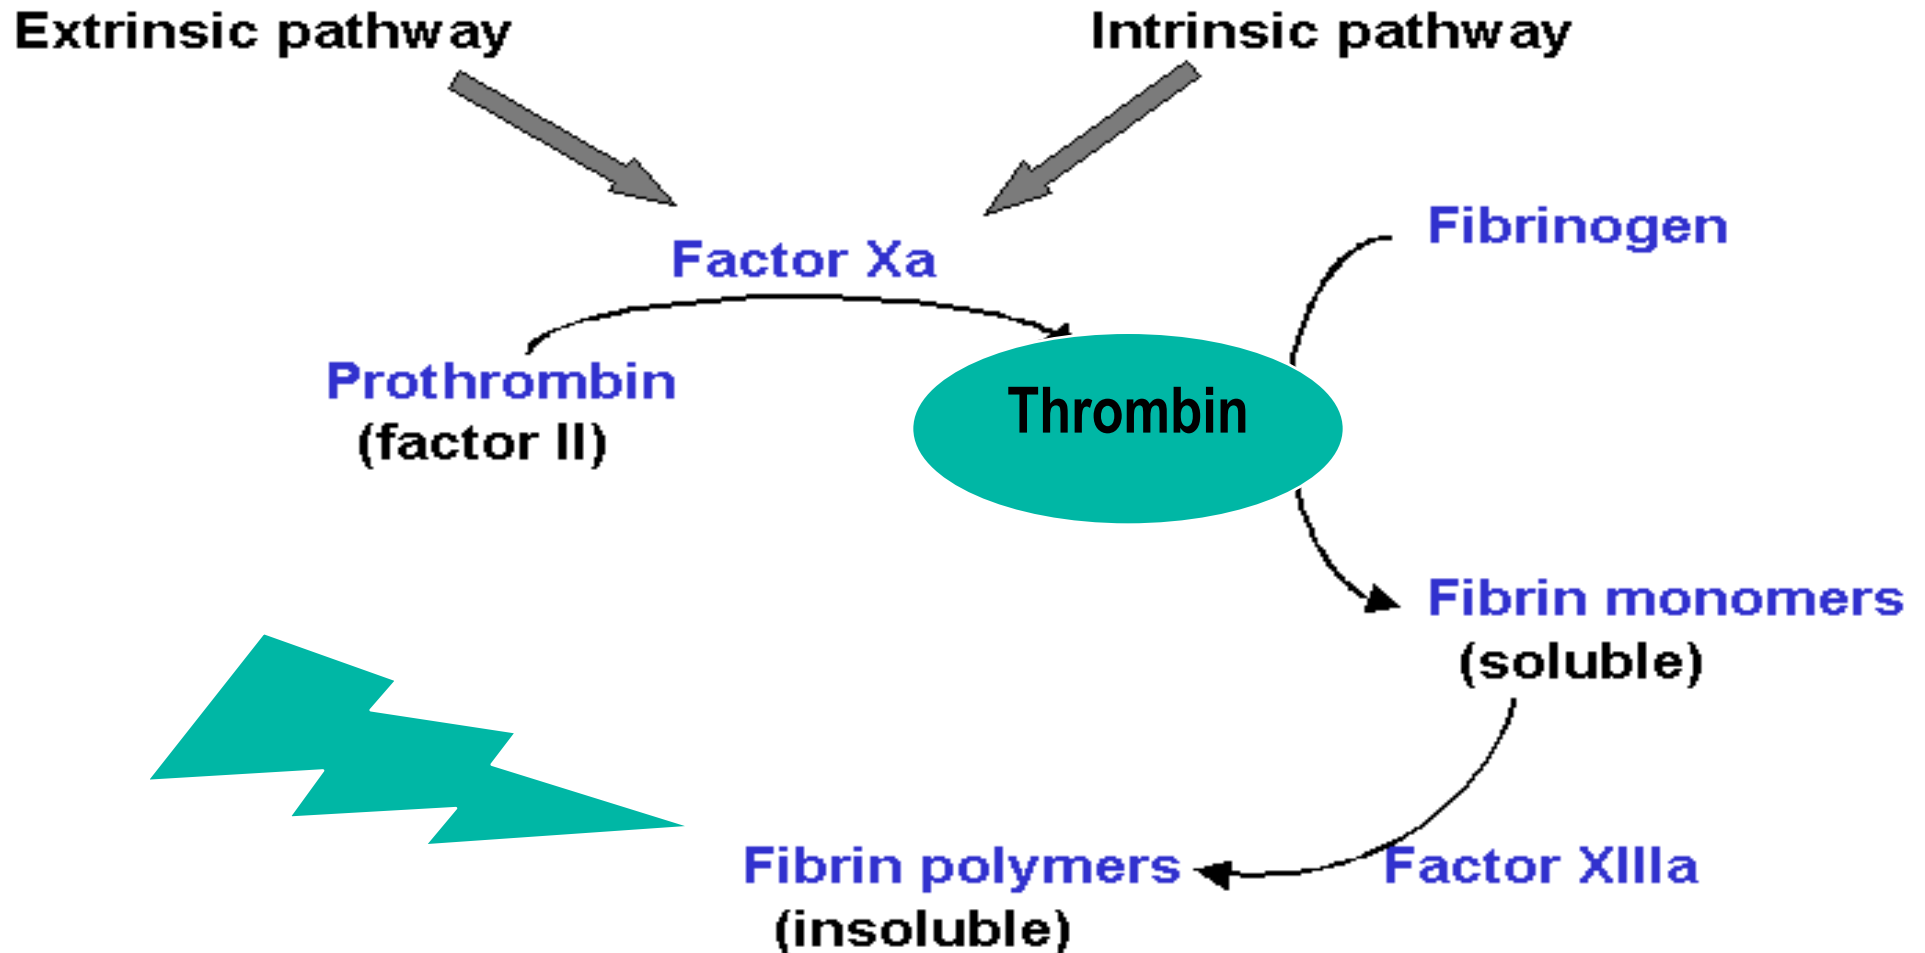 Extrinsic pathway
Intrinsic pathway
Fibrinogen
Factor Xa
Prothrombin
(factor II)
Thrombin
Fibrin monomers
(soluble)
Fibrin polymers
(insoluble)
Factor XIIIa